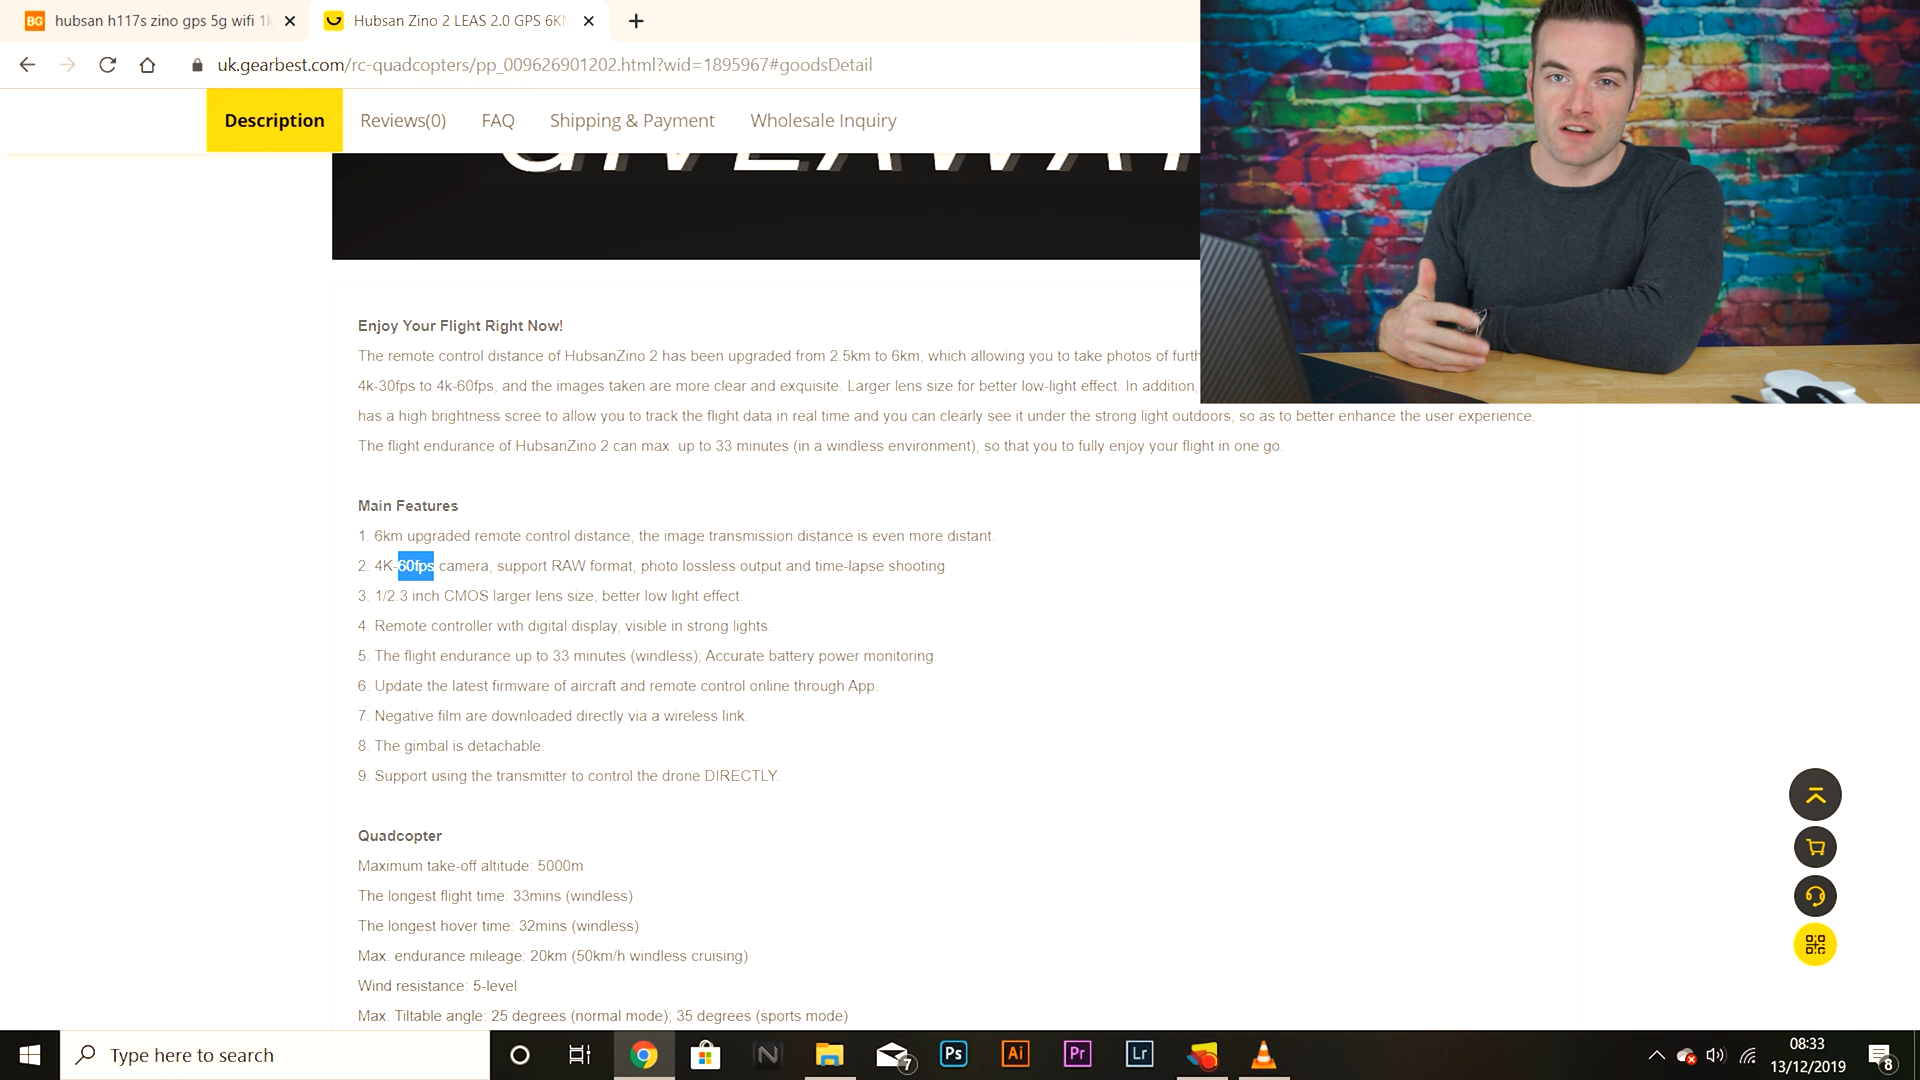 BG hubsan h117s zino gps 5g wifi 1k
Hubsan Zino 2 LEAS 2.0 GPS 6KM
uk.gearbest.com/rc-quadcopters/pp_009626901202.html?wid=1895967#goodsDetail
Description Reviews(0) FAQ Shipping & Payment Wholesale Inquiry
GIVEAWAY
Enjoy Your Flight Right Now!
The remote control distance of HubsanZino 2 has been upgraded from 2.5km to 6km, which allowing you to take photos of furth
4k-30fps to 4k-60fps, and the images taken are more clear and exquisite. Larger lens size for better low-light effect. In addition,
has a high brightness scree to allow you to track the flight data in real time and you can clearly see it under the strong light outdoors, so as to better enhance the user experience.
The flight endurance of HubsanZino 2 can max. up to 33 minutes (in a windless environment), so that you to fully enjoy your flight in one go.
Main Features
1. 6km upgraded remote control distance, the image transmission distance is even more distant.
2. 4K-60fps camera, support RAW format, photo lossless output and time-lapse shooting
3. 1/2.3 inch CMOS larger lens size, better low light effect.
4. Remote controller with digital display, visible in strong lights.
5. The flight endurance up to 33 minutes (windless); Accurate battery power monitoring.
6. Update the latest firmware of aircraft and remote control online through App.
7. Negative film are downloaded directly via a wireless link.
8. The gimbal is detachable.
9. Support using the transmitter to control the drone DIRECTLY.
Quadcopter
Maximum take-off altitude: 5000m
The longest flight time: 33mins (windless)
The longest hover time: 32mins (windless)
Max. endurance mileage: 20km (50km/h windless cruising)
Wind resistance: 5-level
Max. Tiltable angle: 25 degrees (normal mode); 35 degrees (sports mode)
Type here to search
N
7
Ps
Ai
Pr
Lr
08:33
13/12/2019
8